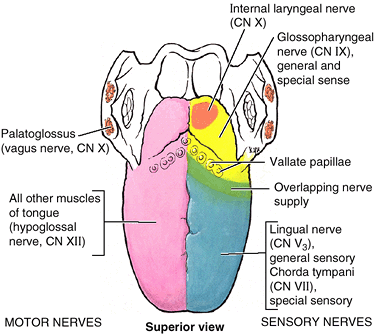 Internal laryngeal nerve
(CN X)
Glossopharyngeal
nerve (CN IX),
general and
special sense
Palatoglossus
(vagus nerve, CN X)
Vallate papillae
Overlapping nerve
supply
All other muscles
of tongue
(hypoglossal
nerve, CN XII)
Lingual nerve
(CN V₃),
general sensory
Chorda tympani
(CN VII),
special sensory
MOTOR NERVES
Superior view
SENSORY NERVES